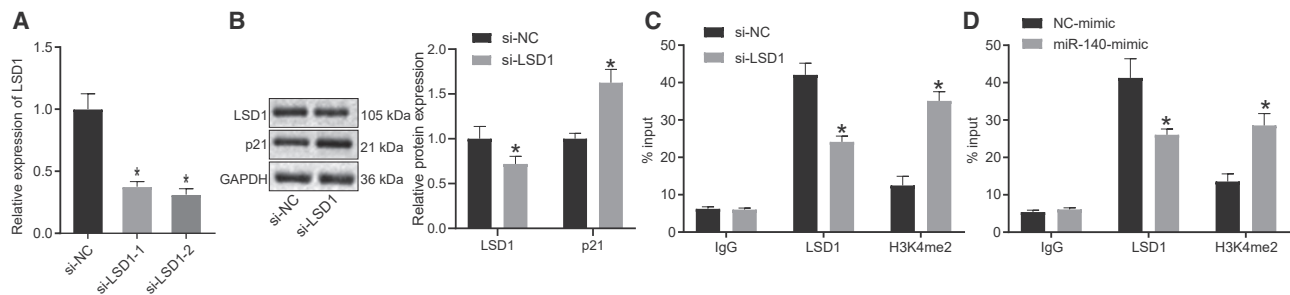 A
Relative expression of LSD1
1.5
1.0
0.5
0.0
*
*
si-NC
si-LSD1-1
si-LSD1-2
B
LSD1
105 kDa
p21
21 kDa
GAPDH
36 kDa
si-NC
si-LSD1
si-NC
si-LSD1
Relative protein expression
2.0
1.5
1.0
0.5
0.0
*
*
LSD1
p21
C
si-NC
si-LSD1
% input
50
40
30
20
10
0
*
*
IgG
LSD1
H3K4me2
D
NC-mimic
miR-140-mimic
% input
50
40
30
20
10
0
*
*
IgG
LSD1
H3K4me2